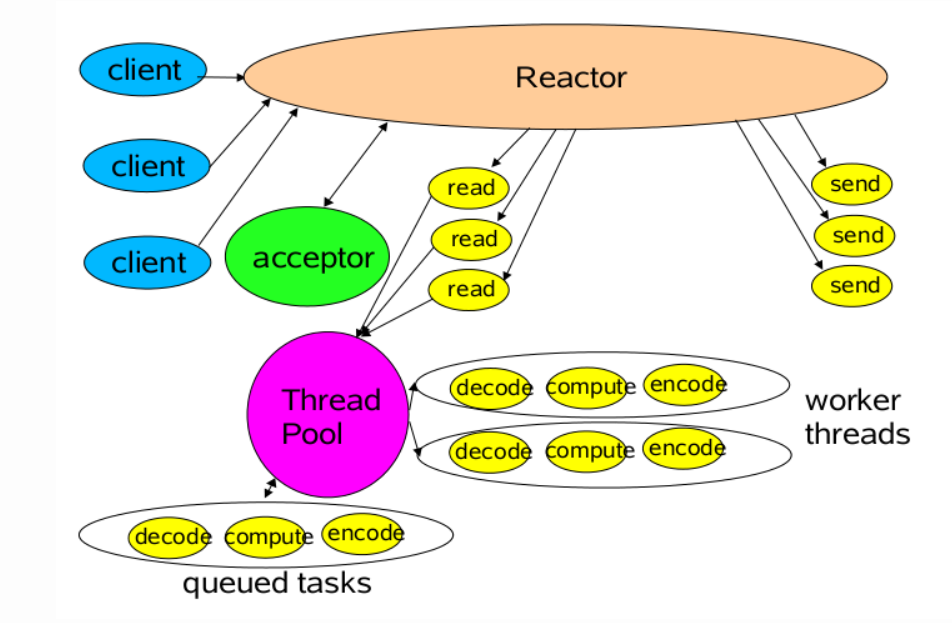 client
Reactor
client
read
send
client
acceptor
read
send
read
send
Thread
Pool
decode compute encode
worker
threads
decode compute encode
decode compute encode
queued tasks